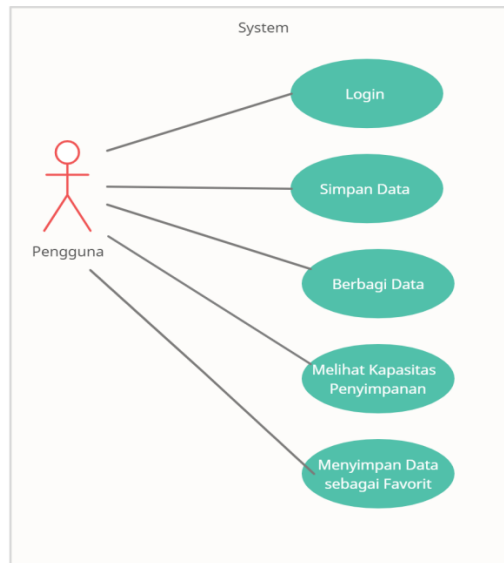 System
Login
Simpan Data
Pengguna
Berbagi Data
Melihat Kapasitas
Penyimpanan
Menyimpan Data
sebagai Favorit